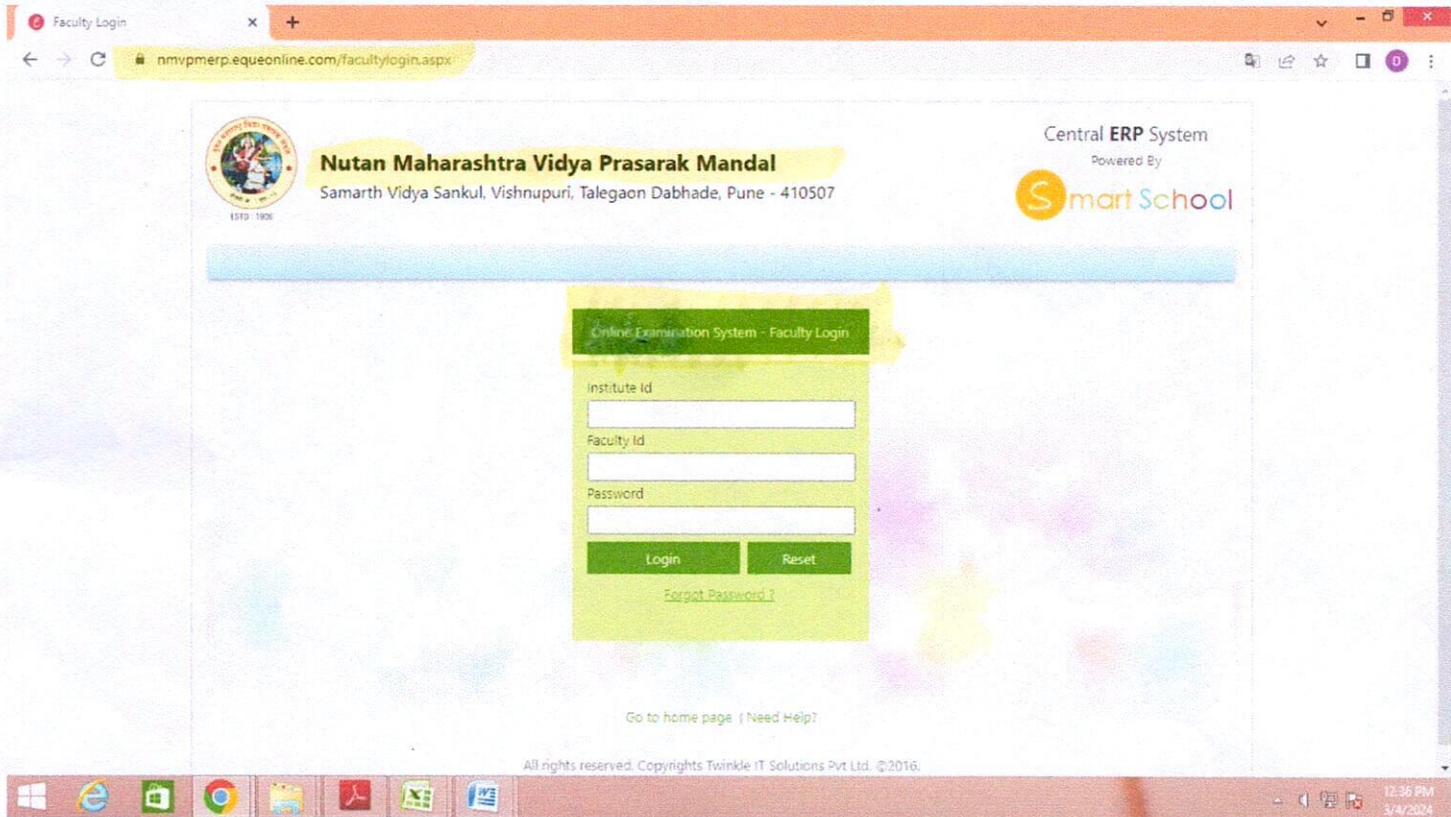 Faculty Login
nmvpmerp.equeonline.com/facultylogin.aspx
D
Nutan Maharashtra Vidya Prasarak Mandal
Samarth Vidya Sankul, Vishnupuri, Talegaon Dabhade, Pune - 410507
ESTD : 1906
Central ERP System
Powered By
Smart School
Online Examination System - Faculty Login
Institute Id
Faculty Id
Password
Login Reset
Forgot Password ?
Go to home page | Need Help?
All rights reserved. Copyrights Twinkle IT Solutions Pvt Ltd. ©2016.
12:36 PM
3/4/2024